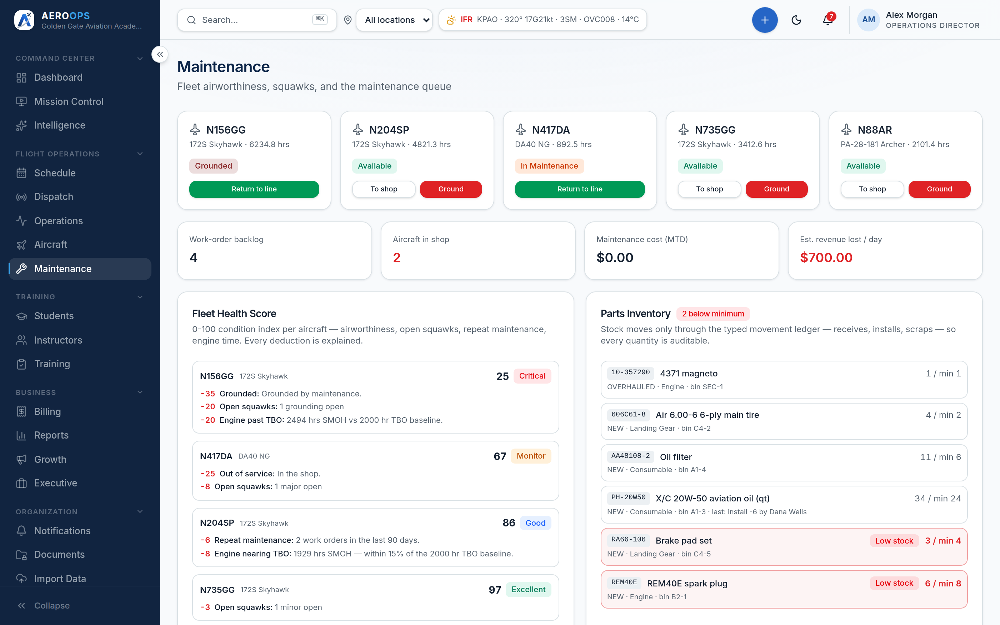 AEROOPS
Golden Gate Aviation Acade...
Search...
⌘K
All locations
IFR KPAO · 320° 17G21kt · 3SM · OVC008 · 14°C
7
AM
Alex Morgan
OPERATIONS DIRECTOR
COMMAND CENTER
Dashboard
Mission Control
Intelligence
FLIGHT OPERATIONS
Schedule
Dispatch
Operations
Aircraft
Maintenance
TRAINING
Students
Instructors
Training
BUSINESS
Billing
Reports
Growth
Executive
ORGANIZATION
Notifications
Documents
Import Data
Collapse
Maintenance
Fleet airworthiness, squawks, and the maintenance queue
N156GG
172S Skyhawk · 6234.8 hrs
Grounded
Return to line
N204SP
172S Skyhawk · 4821.3 hrs
Available
To shop
Ground
N417DA
DA40 NG · 892.5 hrs
In Maintenance
Return to line
N735GG
172S Skyhawk · 3412.6 hrs
Available
To shop
Ground
N88AR
PA-28-181 Archer · 2101.4 hrs
Available
To shop
Ground
Work-order backlog
4
Aircraft in shop
2
Maintenance cost (MTD)
$0.00
Est. revenue lost / day
$700.00
Fleet Health Score
0-100 condition index per aircraft — airworthiness, open squawks, repeat maintenance,
engine time. Every deduction is explained.
N156GG 172S Skyhawk 25 Critical
-35 Grounded: Grounded by maintenance.
-20 Open squawks: 1 grounding open
-20 Engine past TBO: 2494 hrs SMOH vs 2000 hr TBO baseline.
N417DA DA40 NG 67 Monitor
-25 Out of service: In the shop.
-8 Open squawks: 1 major open
N204SP 172S Skyhawk 86 Good
-6 Repeat maintenance: 2 work orders in the last 90 days.
-8 Engine nearing TBO: 1929 hrs SMOH — within 15% of the 2000 hr TBO baseline.
N735GG 172S Skyhawk 97 Excellent
-3 Open squawks: 1 minor open
Parts Inventory 2 below minimum
Stock moves only through the typed movement ledger — receives, installs, scraps — so
every quantity is auditable.
10-357290 4371 magneto 1 / min 1
OVERHAULED · Engine · bin SEC-1
606C61-8 Air 6.00-6 6-ply main tire 4 / min 2
NEW · Landing Gear · bin C4-2
AA48108-2 Oil filter 11 / min 6
NEW · Consumable · bin A1-4
PH-20W50 X/C 20W-50 aviation oil (qt) 34 / min 24
NEW · Consumable · bin A1-3 · last: install -6 by Dana Wells
RA66-106 Brake pad set Low stock 3 / min 4
NEW · Landing Gear · bin C4-5
REM40E REM40E spark plug Low stock 6 / min 8
NEW · Engine · bin B2-1